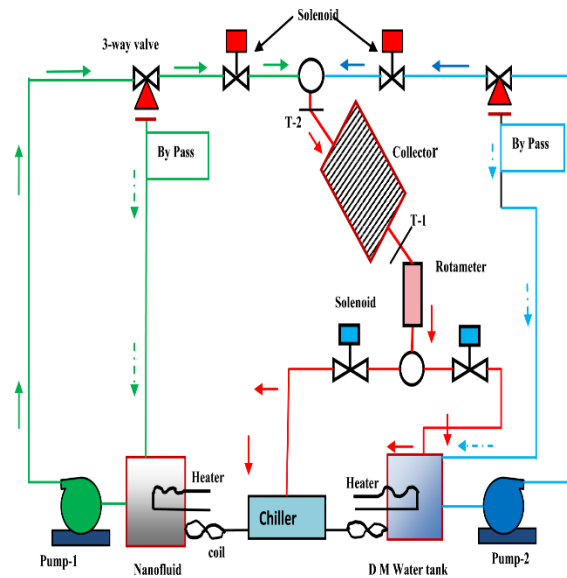 Solenoid
3-way valve
T-2
By Pass
By Pass
Collector
T-1
Rotameter
Solenoid
Heater
Heater
Chiller
coil
Pump-1
Nanofluid
D M Water tank
Pump-2